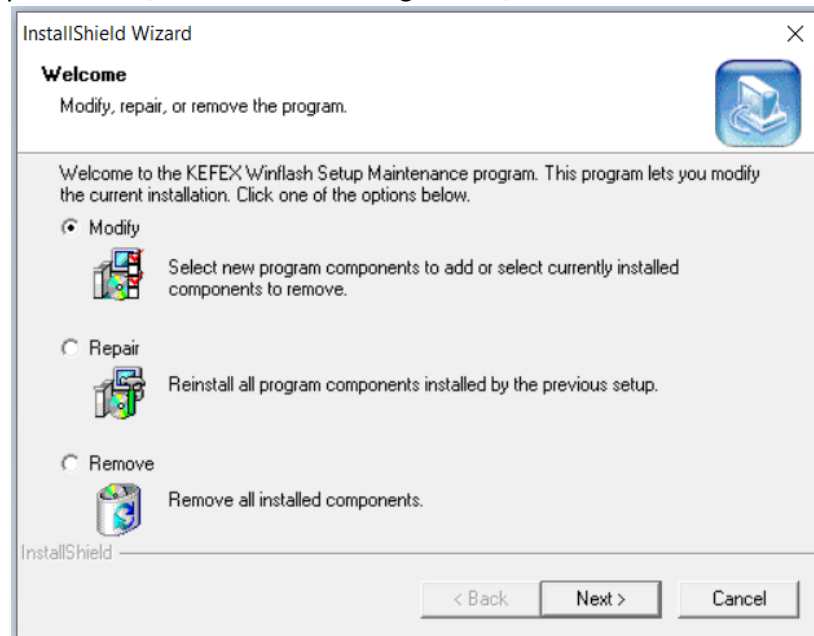 InstallShield Wizard
Welcome
Modify, repair, or remove the program.
Welcome to the KEFEX Winflash Setup Maintenance program. This program lets you modify
the current installation. Click one of the options below.
Modify
Select new program components to add or select currently installed
components to remove.
Repair
Reinstall all program components installed by the previous setup.
Remove
Remove all installed components.
InstallShield
< Back Next > Cancel